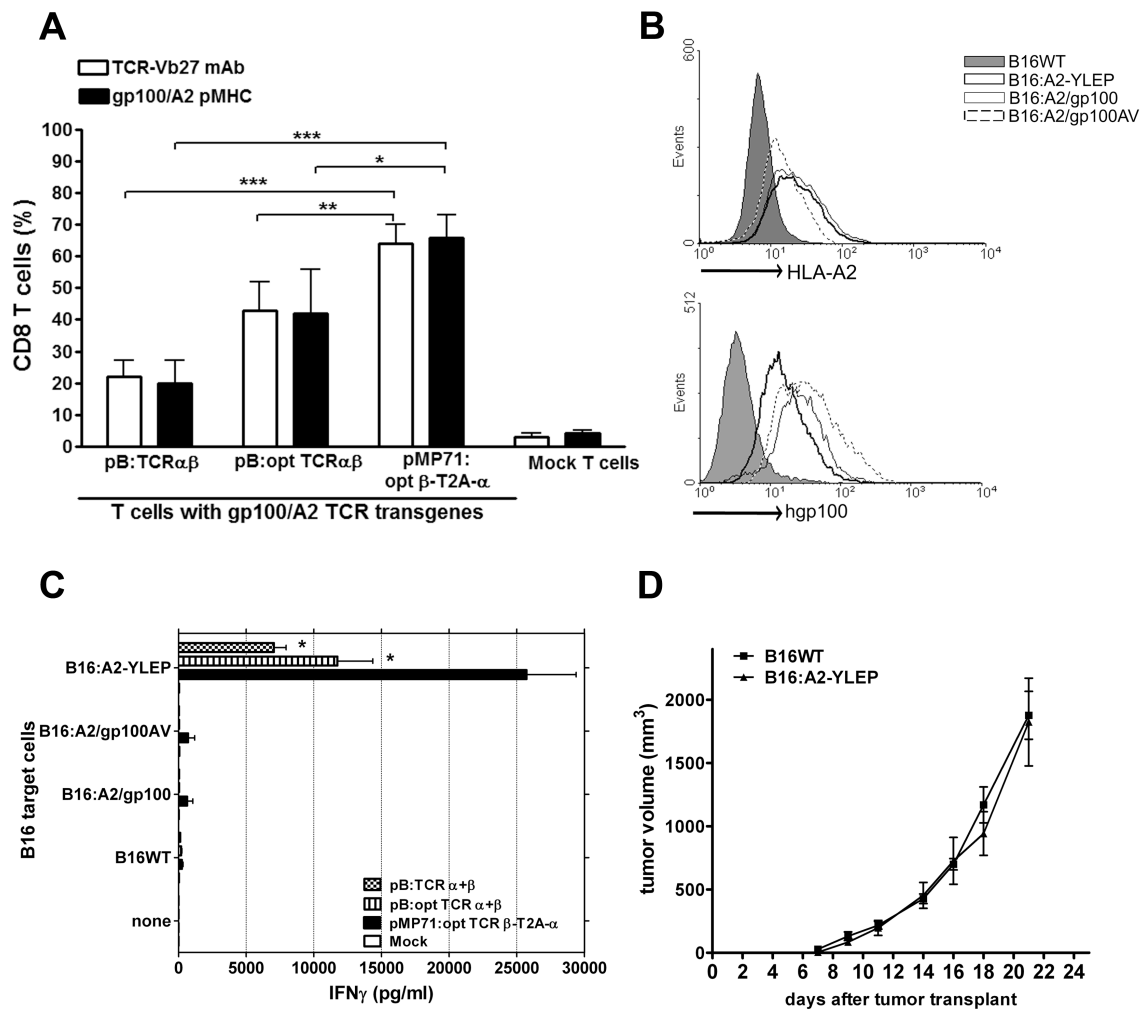 A
TCR-Vb27 mAb
gp100/A2 pMHC
CD8 T cells (%)
100
90
80
70
60
50
40
30
20
10
0
***
*
***
**
pB:TCRαβ
pB:opt TCRαβ
pMP71:
opt β-T2A-α
Mock T cells
T cells with gp100/A2 TCR transgenes
B
600
Events
0
10⁰ 10¹ 10² 10³ 10⁴
HLA-A2
B16WT
B16:A2-YLEP
B16:A2/gp100
B16:A2/gp100AV
512
Events
0
10⁰ 10¹ 10² 10³ 10⁴
hgp100
C
B16 target cells
B16:A2-YLEP
B16:A2/gp100AV
B16:A2/gp100
B16WT
none
*
*
pB:TCR α+β
pB:opt TCR α+β
pMP71:opt TCR β-T2A-α
Mock
0 5000 10000 15000 20000 25000 30000
IFNγ (pg/ml)
D
B16WT
B16:A2-YLEP
tumor volume (mm³)
2000
1500
1000
500
0
0 2 4 6 8 10 12 14 16 18 20 22 24
days after tumor transplant